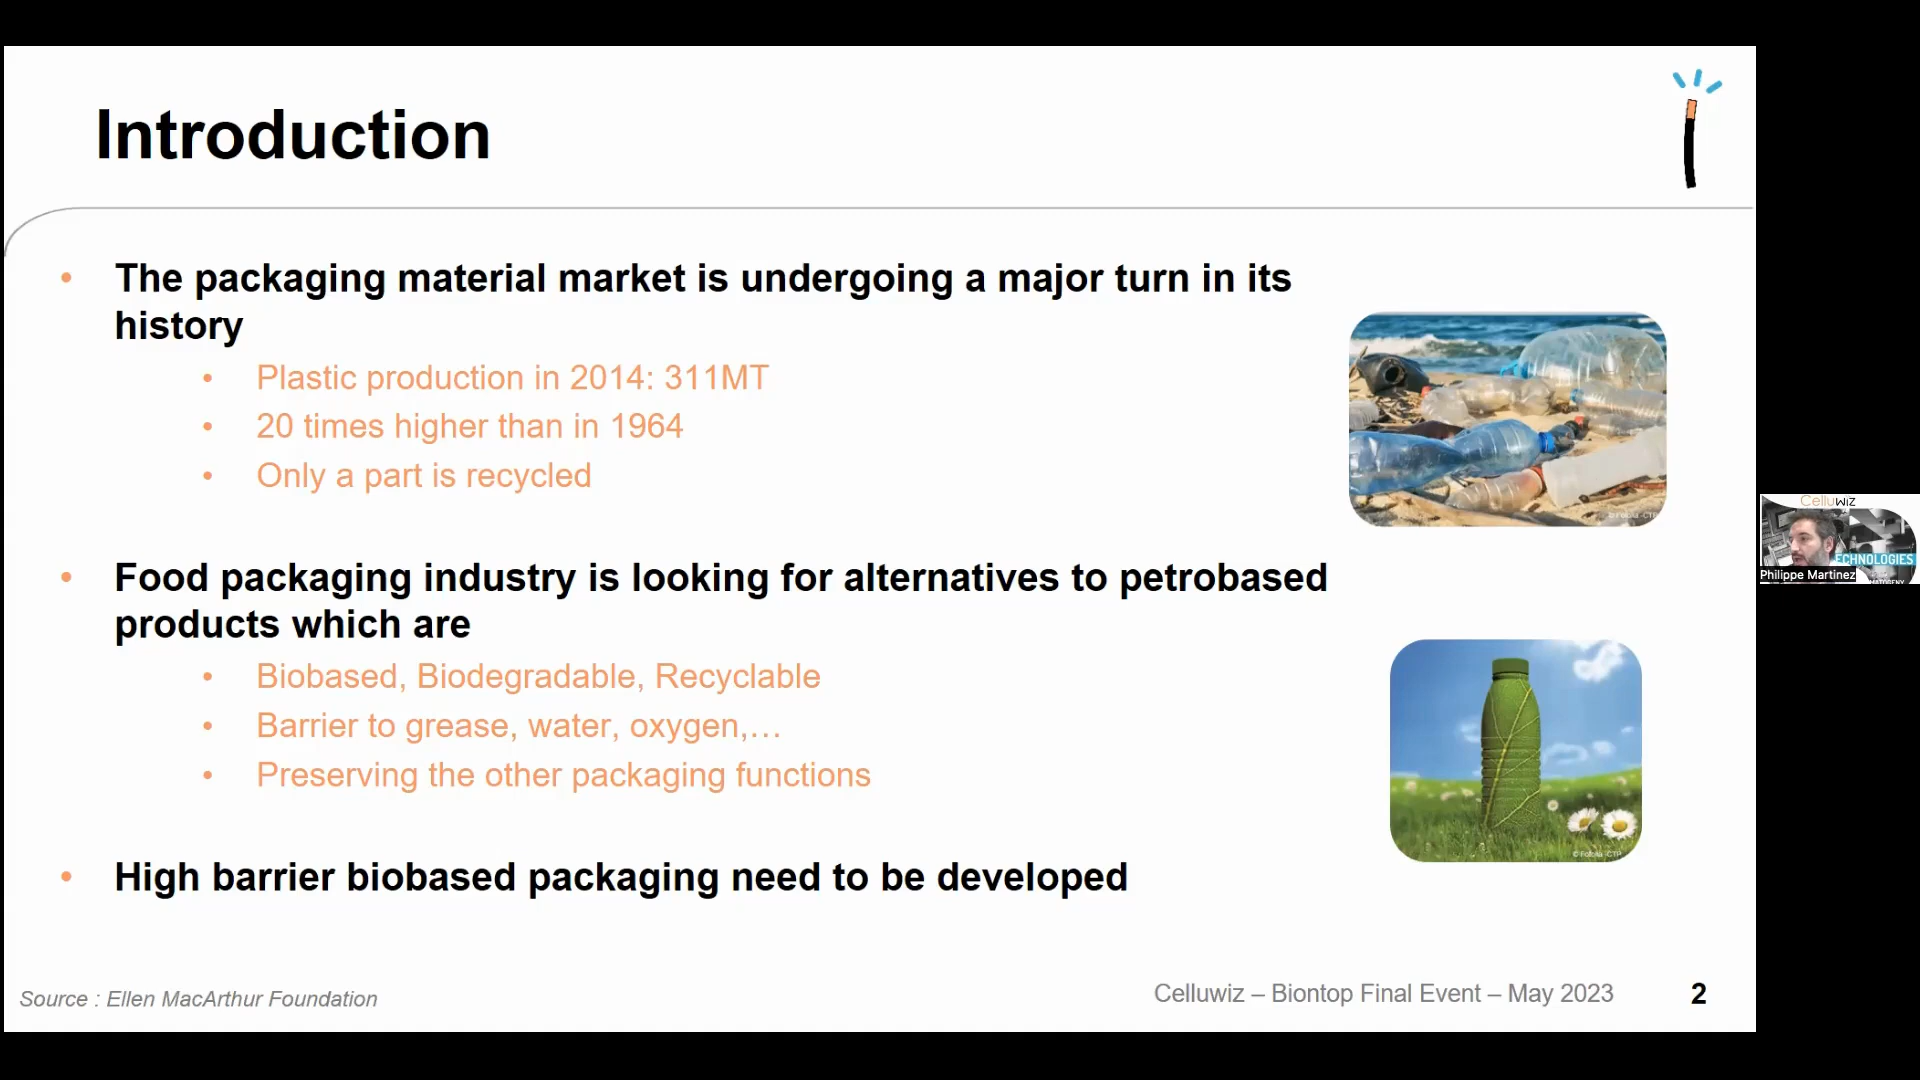 Introduction
• The packaging material market is undergoing a major turn in its
history
• Plastic production in 2014: 311MT
• 20 times higher than in 1964
• Only a part is recycled
• Food packaging industry is looking for alternatives to petrobased
products which are
• Biobased, Biodegradable, Recyclable
• Barrier to grease, water, oxygen,…
• Preserving the other packaging functions
• High barrier biobased packaging need to be developed
Source : Ellen MacArthur Foundation
Celluwiz – Biontop Final Event – May 2023
2
Celluwiz
ECHNOLOGIES
Philippe Martinez